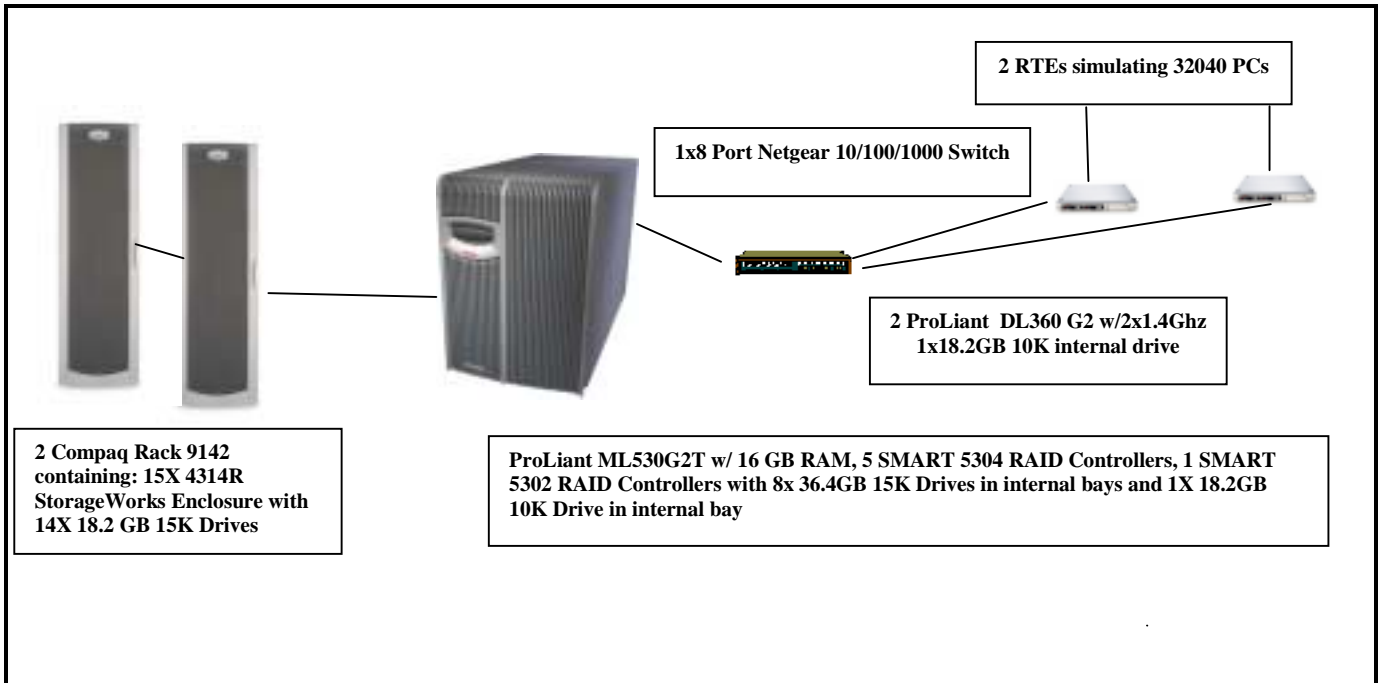 2 RTEs simulating 32040 PCs
1x8 Port Netgear 10/100/1000 Switch
2 ProLiant DL360 G2 w/2x1.4Ghz
1x18.2GB 10K internal drive
2 Compaq Rack 9142
containing: 15X 4314R
StorageWorks Enclosure with
14X 18.2 GB 15K Drives
ProLiant ML530G2T w/ 16 GB RAM, 5 SMART 5304 RAID Controllers, 1 SMART
5302 RAID Controllers with 8x 36.4GB 15K Drives in internal bays and 1X 18.2GB
10K Drive in internal bay